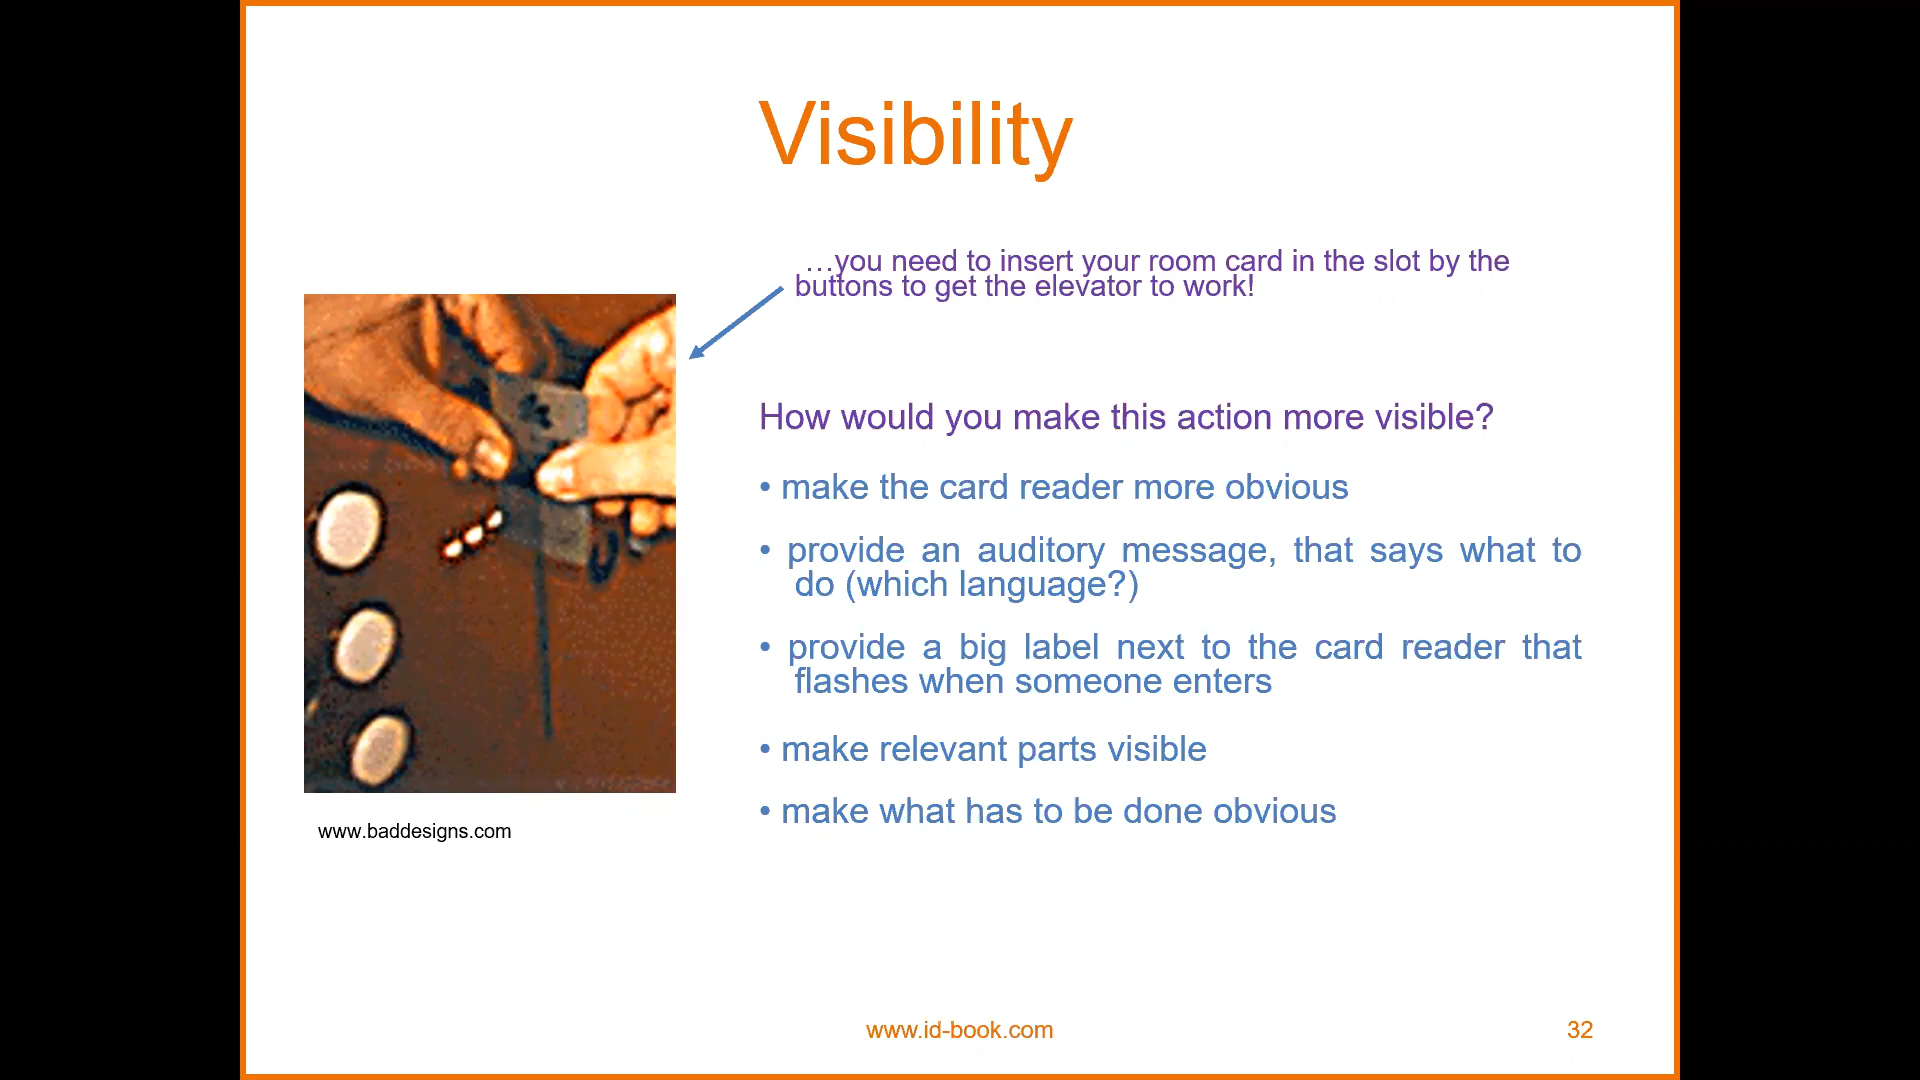 Visibility
…you need to insert your room card in the slot by the
buttons to get the elevator to work!
How would you make this action more visible?
• make the card reader more obvious
• provide an auditory message, that says what to
do (which language?)
• provide a big label next to the card reader that
flashes when someone enters
• make relevant parts visible
• make what has to be done obvious
www.baddesigns.com
www.id-book.com
32